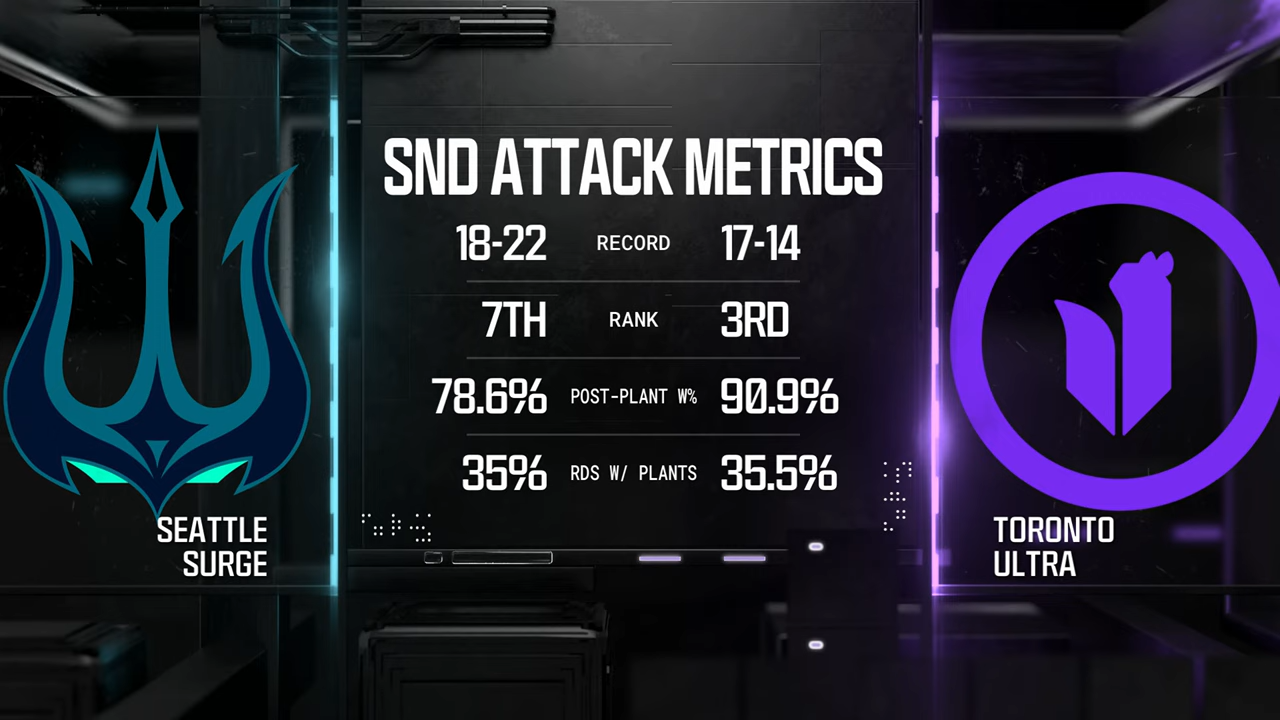 SND ATTACK METRICS
18-22 RECORD 17-14
7TH RANK 3RD
78.6% POST-PLANT W% 90.9%
35% RDS W/ PLANTS 35.5%
SEATTLE
SURGE
TORONTO
ULTRA